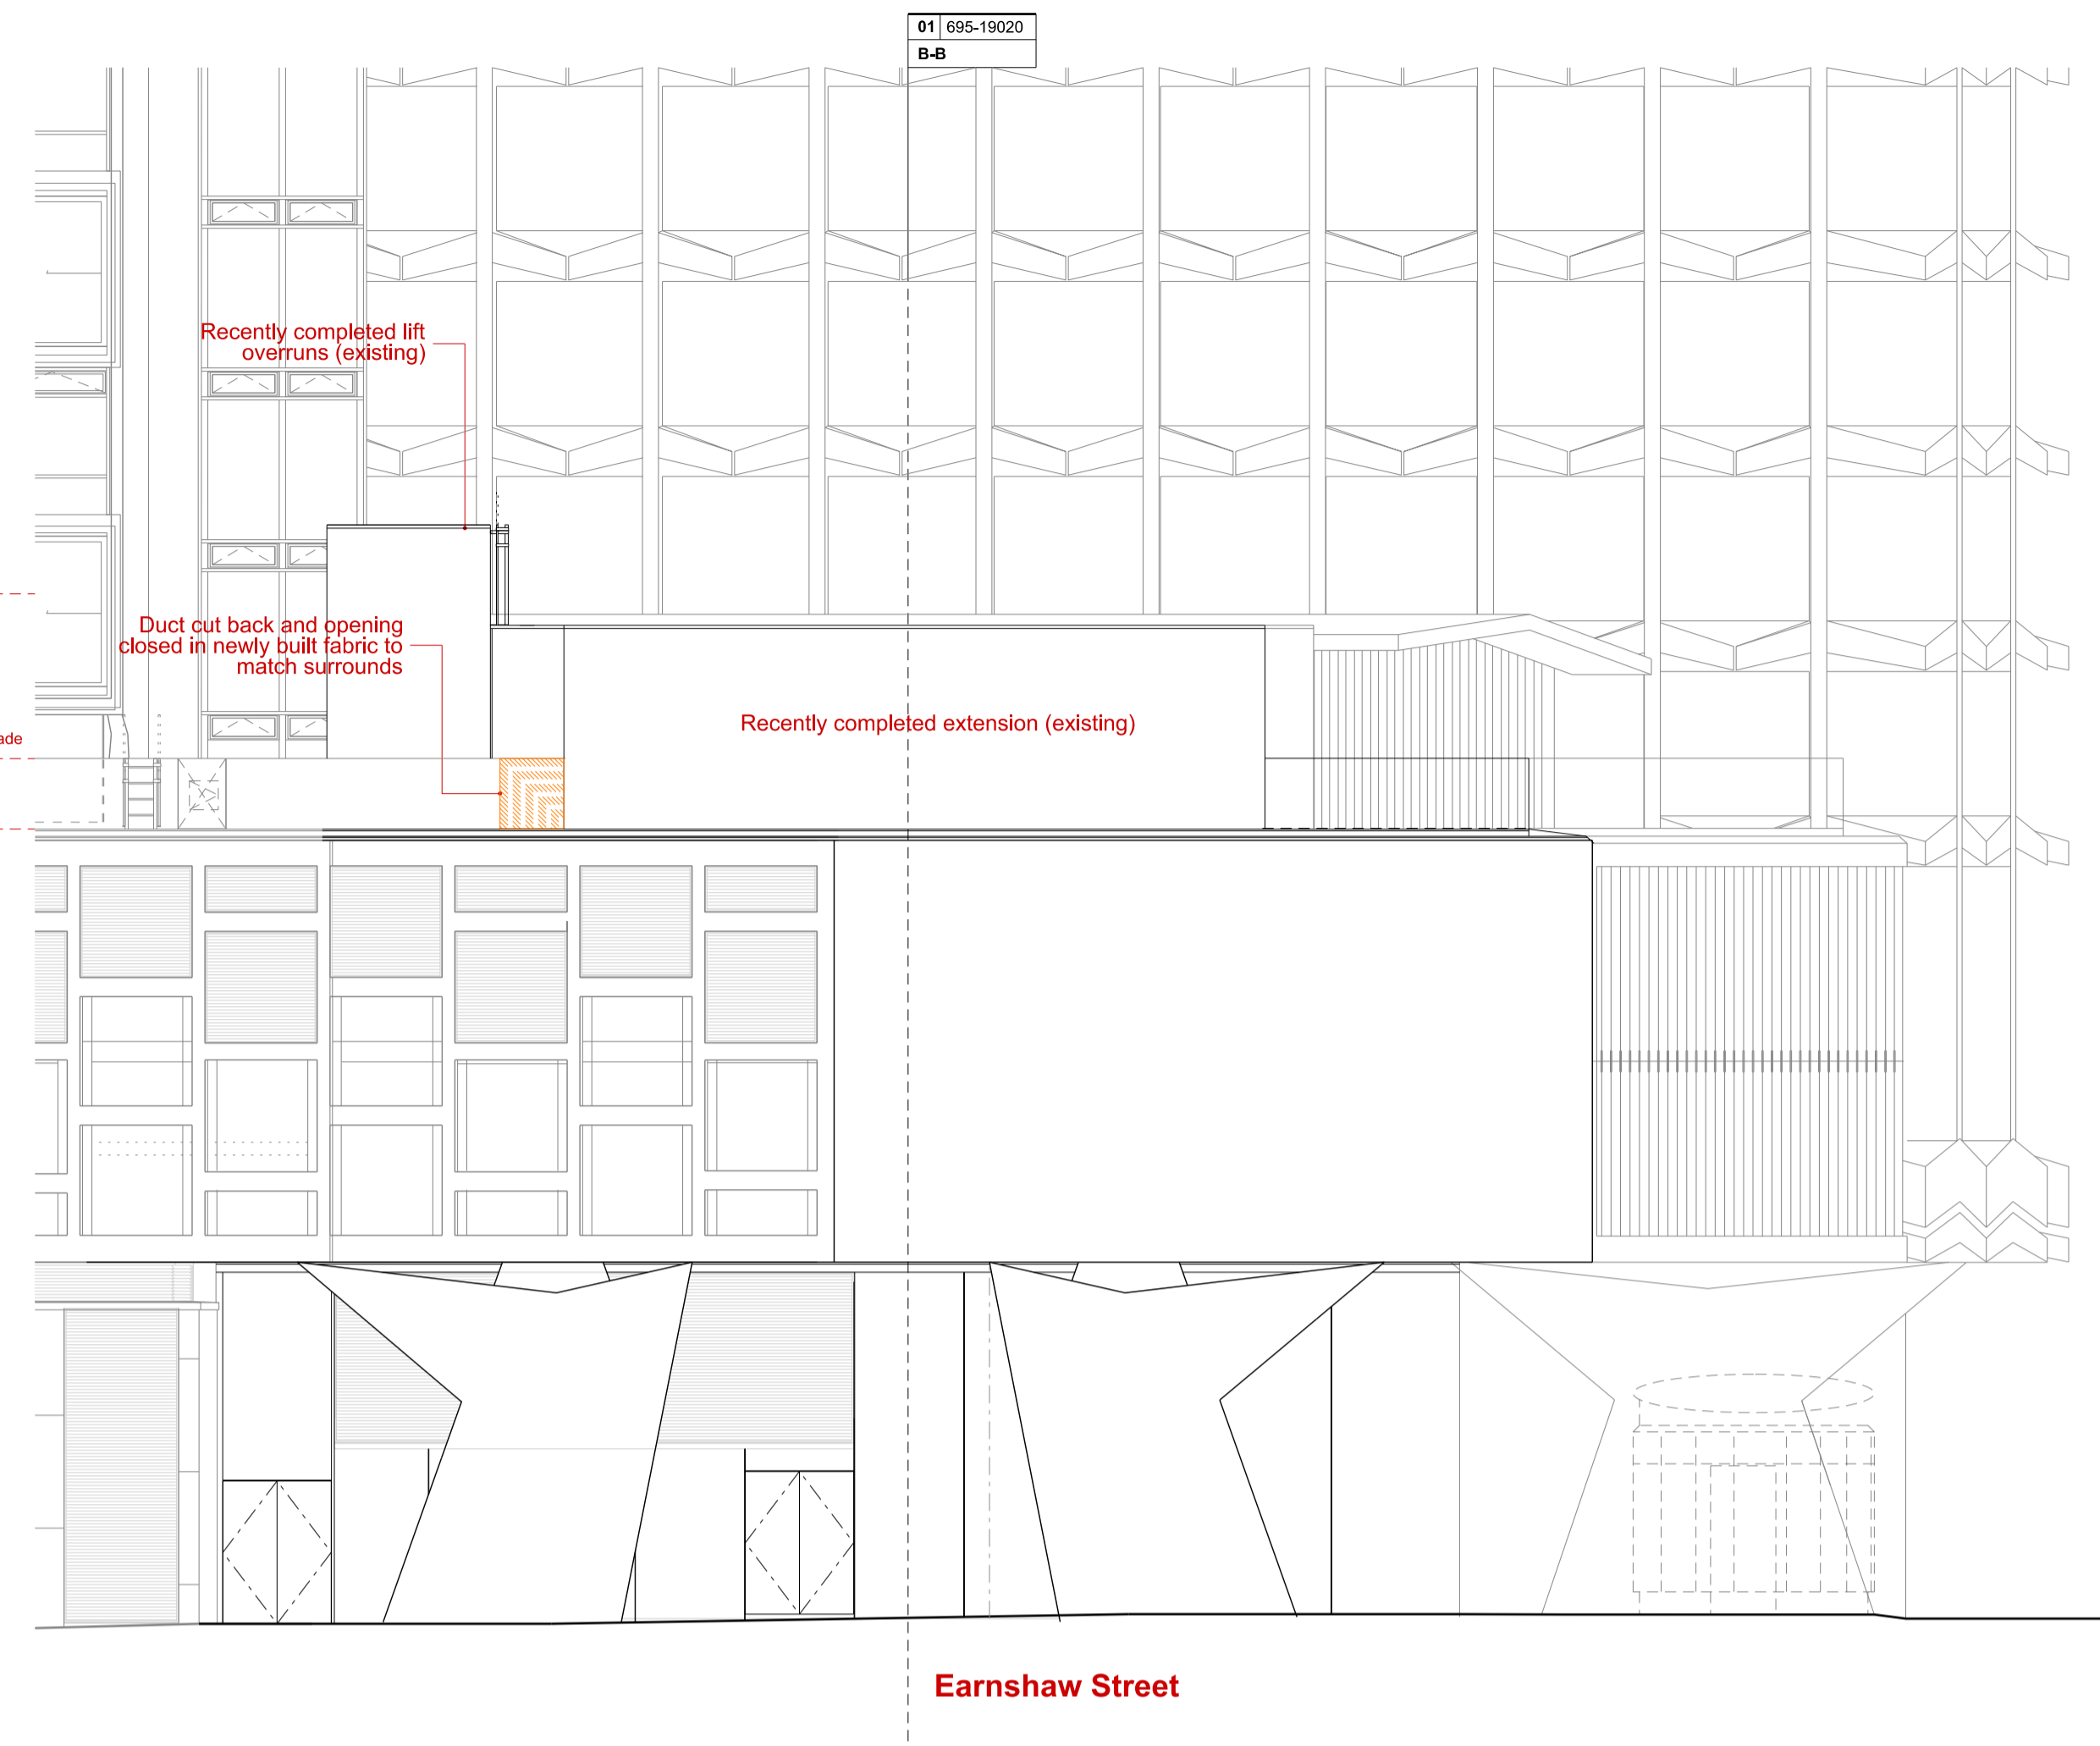 01 695-19020
B-B
Recently completed lift
overruns (existing)
Duct cut back and opening
closed in newly built fabric to
match surrounds
Recently completed extension (existing)
Earnshaw Street